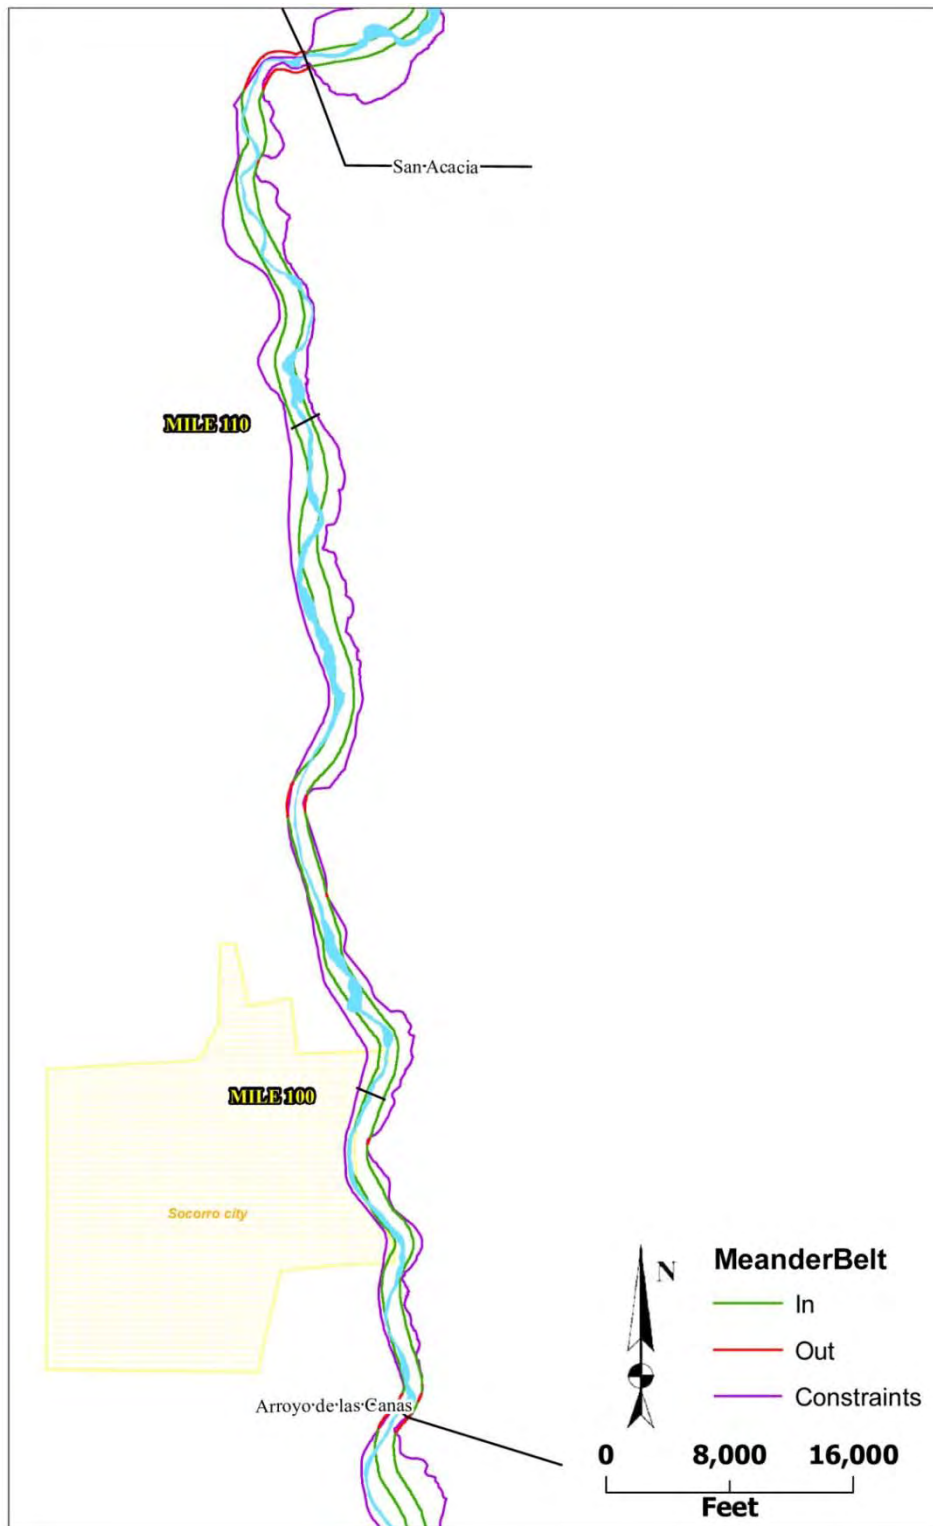 San·Acacia
MILE 110
MILE 100
Socorro city
Arroyo·de·las·Canas
N
MeanderBelt
In
Out
Constraints
0 8,000 16,000
Feet